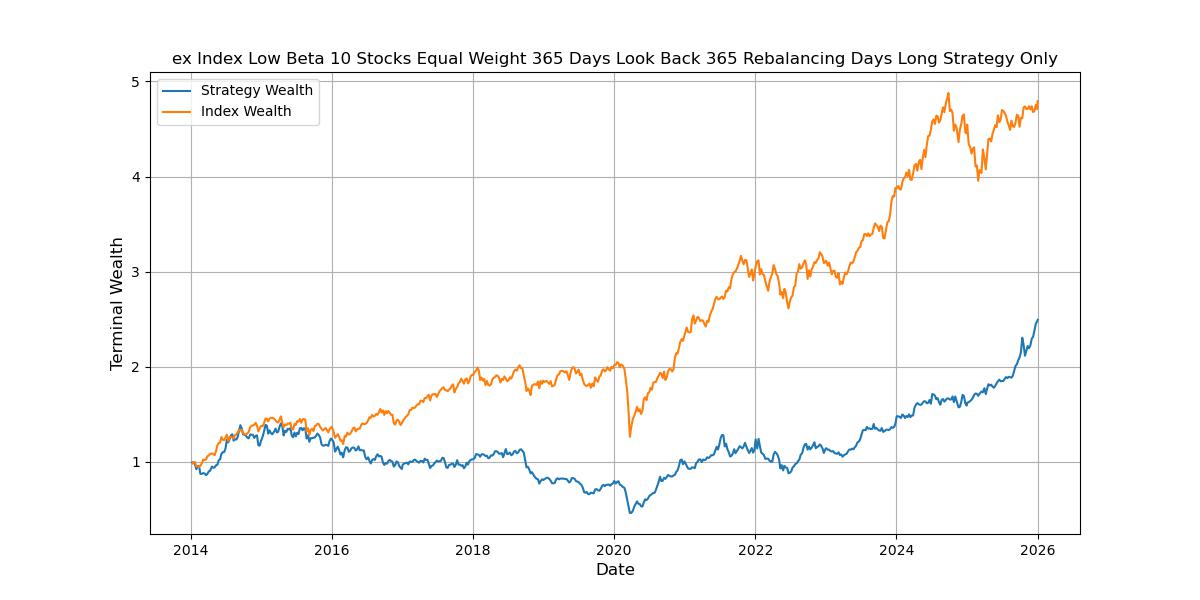 ex Index Low Beta 10 Stocks Equal Weight 365 Days Look Back 365 Rebalancing Days Long Strategy Only
Strategy Wealth
Index Wealth
Terminal Wealth
5
4
3
2
1
2014 2016 2018 2020 2022 2024 2026
Date